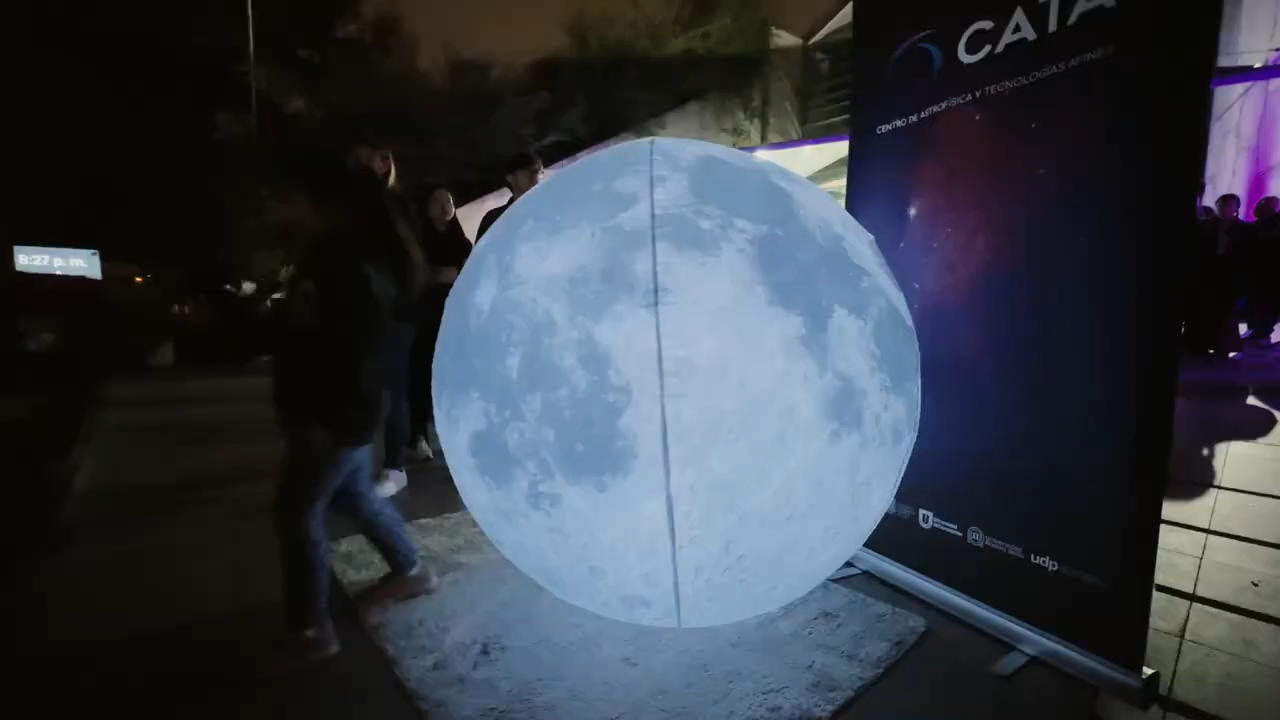 CATA
CENTRO DE ASTROFÍSICA Y TECNOLOGÍAS AFINES
8:27 p. m.
udp